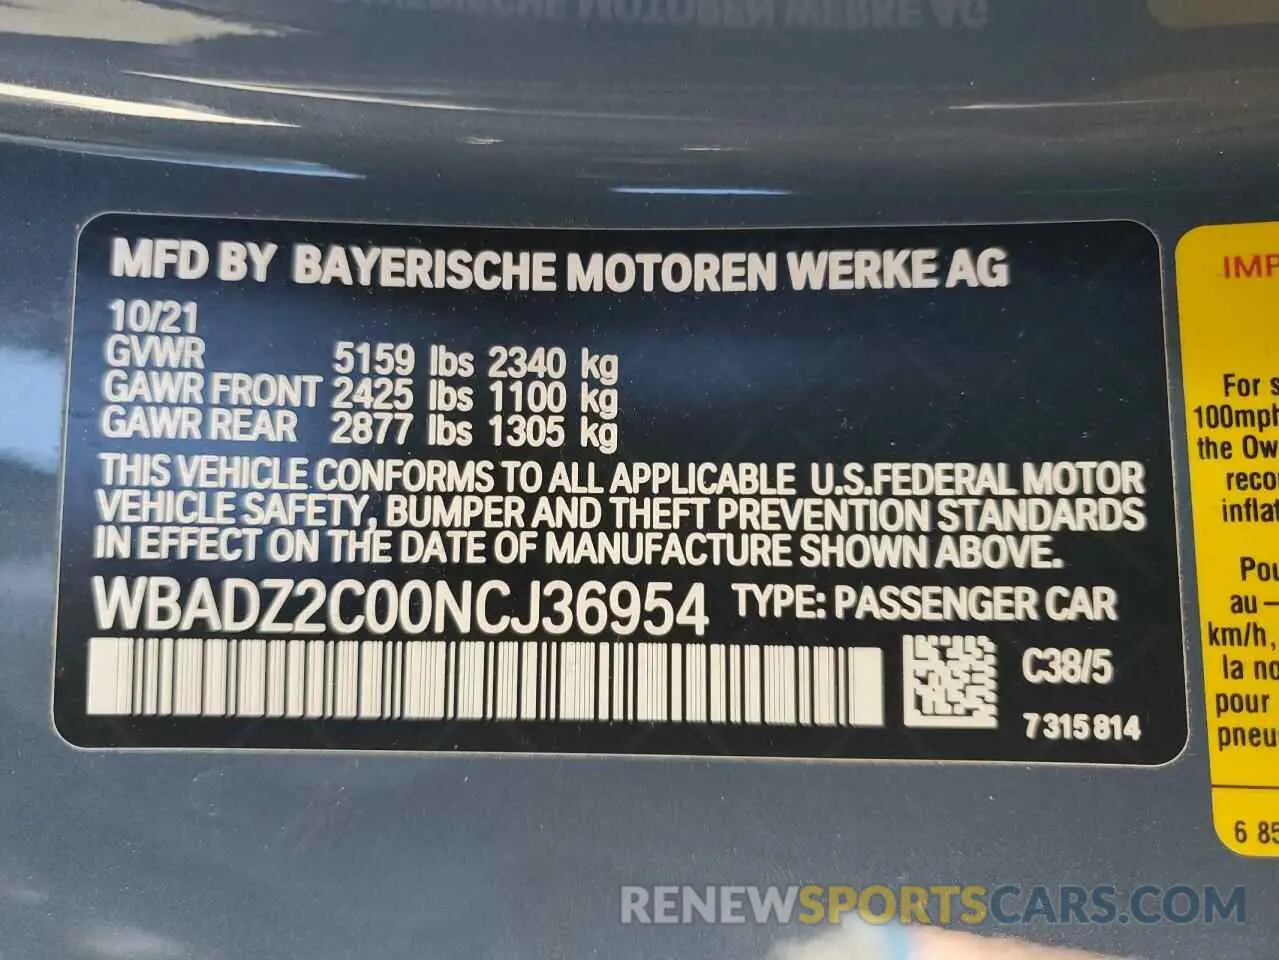 MFD BY BAYERISCHE MOTOREN WERKE AG
10/21
GVWR 5159 lbs 2340 kg
GAWR FRONT 2425 lbs 1100 kg
GAWR REAR 2877 lbs 1305 kg
THIS VEHICLE CONFORMS TO ALL APPLICABLE U.S.FEDERAL MOTOR
VEHICLE SAFETY, BUMPER AND THEFT PREVENTION STANDARDS
IN EFFECT ON THE DATE OF MANUFACTURE SHOWN ABOVE.
WBADZ2C00NCJ36954 TYPE: PASSENGER CAR
C38/5
7315814
IMP
For s
100mph
the Ow
reco
inflat
Pou
au –
km/h,
la no
pour
pneu
6 85
RENEWSPORTSCARS.COM